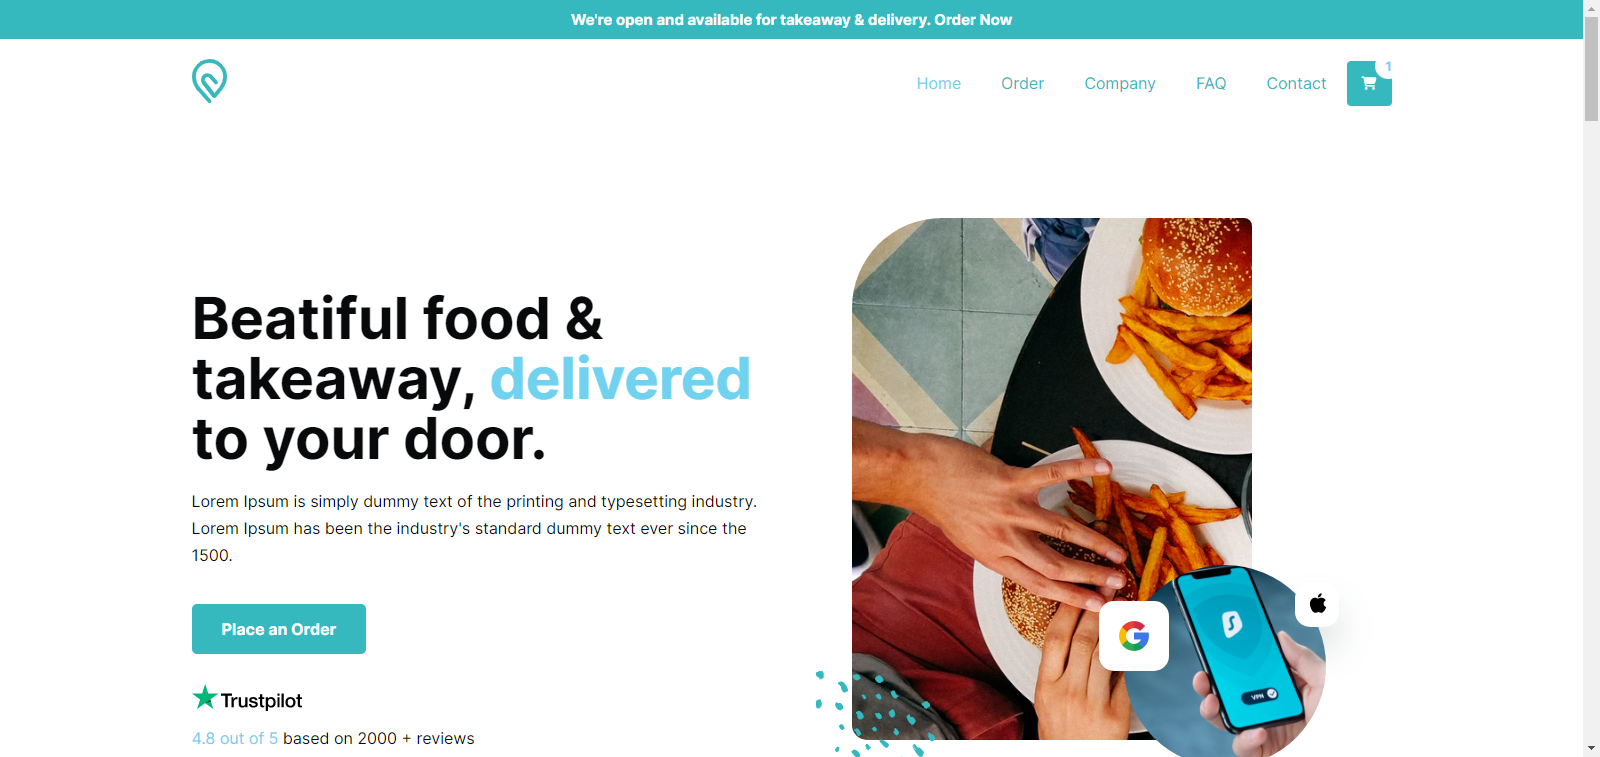 We're open and available for takeaway & delivery. Order Now
Home Order Company FAQ Contact 1
Beatiful food &
takeaway, delivered
to your door.
Lorem Ipsum is simply dummy text of the printing and typesetting industry.
Lorem Ipsum has been the industry's standard dummy text ever since the
1500.
Place an Order
Trustpilot
4.8 out of 5 based on 2000 + reviews
VPN